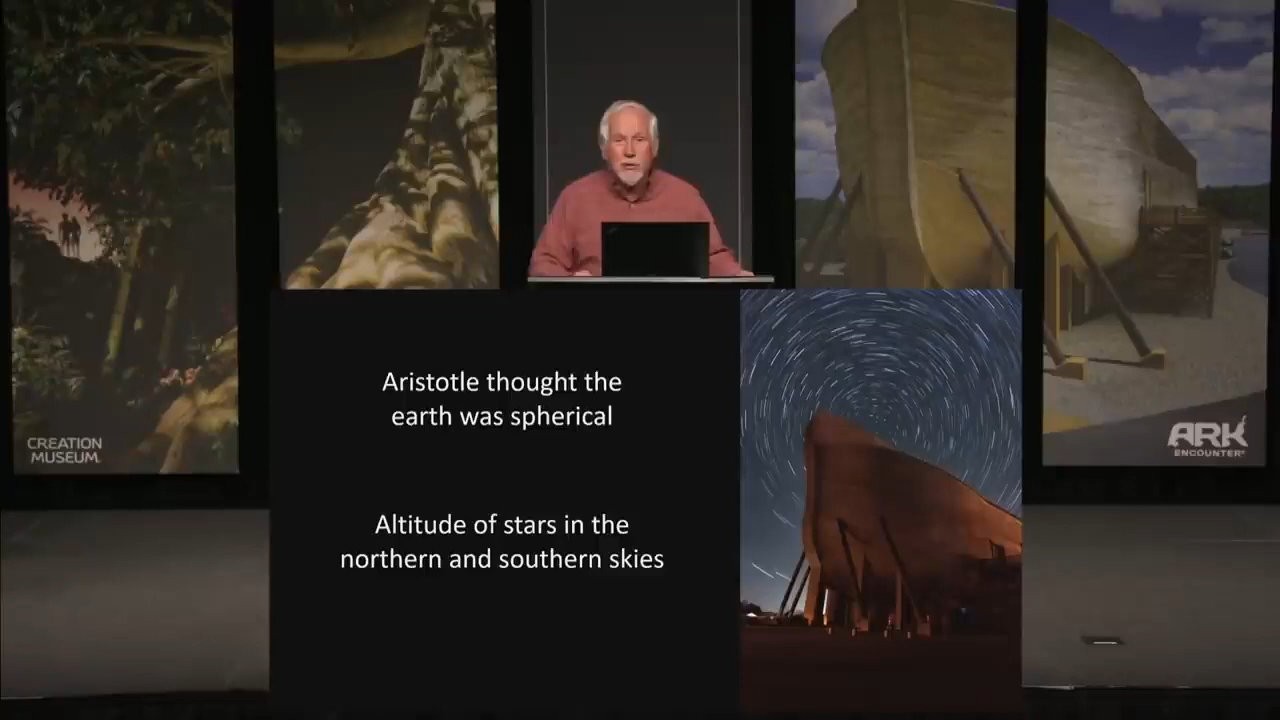 Aristotle thought the
earth was spherical
Altitude of stars in the
northern and southern skies
CREATION
MUSEUM
ARK
ENCOUNTER